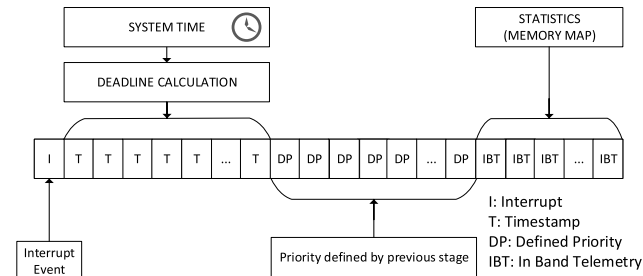 SYSTEM TIME
STATISTICS
(MEMORY MAP)
DEADLINE CALCULATION
I T T T T T ... T DP DP DP DP DP ... DP IBT IBT IBT ... IBT
I: Interrupt
T: Timestamp
DP: Defined Priority
IBT: In Band Telemetry
Interrupt
Event
Priority defined by previous stage